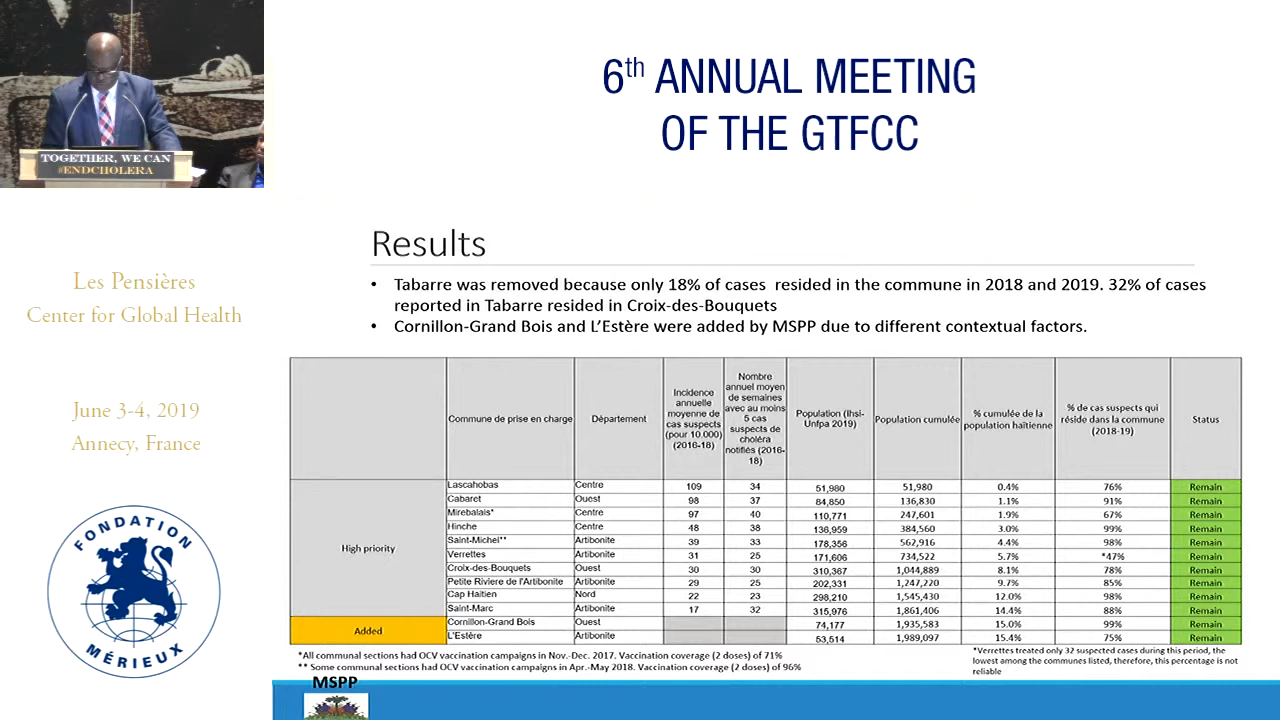 TOGETHER, WE CAN
#ENDCHOLERA
6th ANNUAL MEETING
OF THE GTFCC
Les Pensières
Center for Global Health
June 3-4, 2019
Annecy, France
FONDATION
MÉRIEUX
Results
• Tabarre was removed because only 18% of cases resided in the commune in 2018 and 2019. 32% of cases
reported in Tabarre resided in Croix-des-Bouquets
• Cornillon-Grand Bois and L'Estère were added by MSPP due to different contextual factors.
Commune de prise en charge Département Incidence annuelle moyenne de cas suspects (pour 10.000) (2016-18) Nombre annuel moyen de semaines avec au moins 5 cas suspects de choléra notifiés (2016-18) Population (Ihsi-Unfpa 2019) Population cumulée % cumulée de la population haïtienne % de cas suspects qui réside dans la commune (2018-19) Status
High priority
Lascahobas Centre 109 34 51,980 51,980 0.4% 76% Remain
Cabaret Ouest 98 37 84,850 136,830 1.1% 91% Remain
Mirebalais* Centre 97 40 110,771 247,601 1.9% 67% Remain
Hinche Centre 48 38 136,959 384,560 3.0% 99% Remain
Saint-Michel** Artibonite 39 33 178,356 562,916 4.4% 98% Remain
Verrettes Artibonite 31 25 171,606 734,522 5.7% *47% Remain
Croix-des-Bouquets Ouest 30 30 310,367 1,044,889 8.1% 78% Remain
Petite Riviere de l'Artibonite Artibonite 29 25 202,331 1,247,220 9.7% 85% Remain
Cap Haitien Nord 22 23 298,210 1,545,430 12.0% 98% Remain
Saint-Marc Artibonite 17 32 315,976 1,861,406 14.4% 88% Remain
Added
Cornillon-Grand Bois Ouest 74,177 1,935,583 15.0% 99% Remain
L'Estère Artibonite 53,514 1,989,097 15.4% 75% Remain
*All communal sections had OCV vaccination campaigns in Nov.-Dec. 2017. Vaccination coverage (2 doses) of 71%
** Some communal sections had OCV vaccination campaigns in Apr.-May 2018. Vaccination coverage (2 doses) of 96%
*Verrettes treated only 32 suspected cases during this period, the
lowest among the communes listed, therefore, this percentage is not
reliable
MSPP